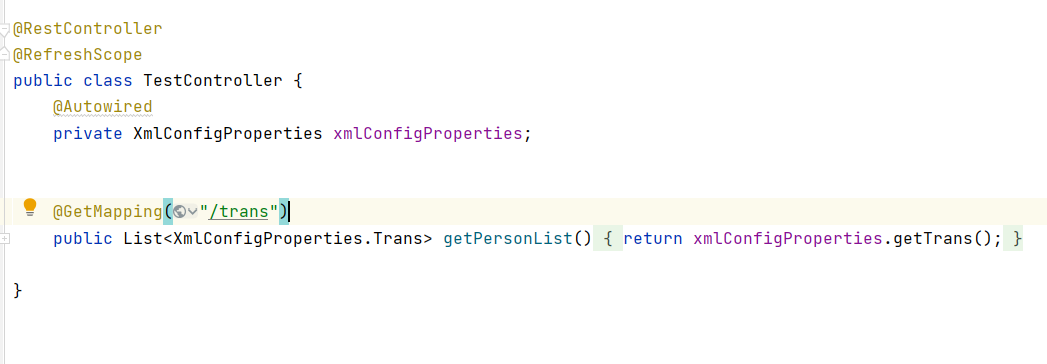 @RestController
@RefreshScope
public class TestController {
@Autowired
private XmlConfigProperties xmlConfigProperties;
@GetMapping("/trans")
public List<XmlConfigProperties.Trans> getPersonList() { return xmlConfigProperties.getTrans(); }
}